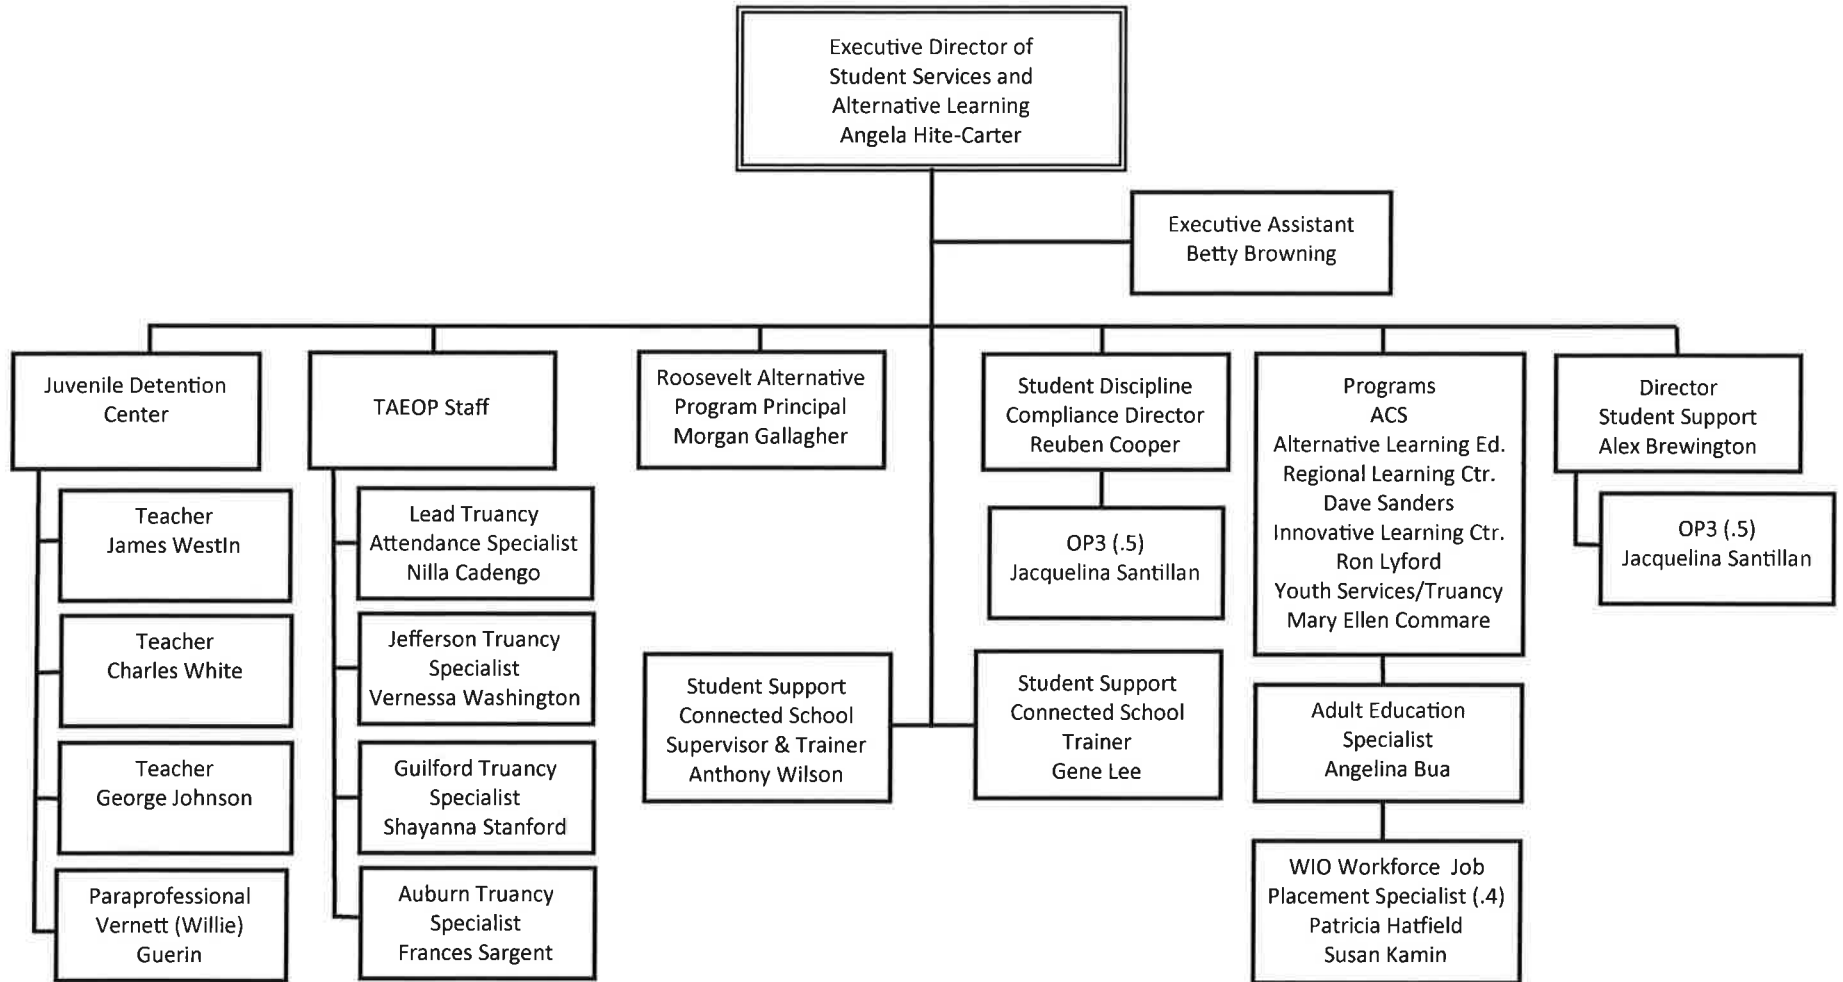 Executive Director of
Student Services and
Alternative Learning
Angela Hite-Carter
Executive Assistant
Betty Browning
Juvenile Detention
Center
TAEOP Staff
Roosevelt Alternative
Program Principal
Morgan Gallagher
Student Discipline
Compliance Director
Reuben Cooper
Programs
ACS
Alternative Learning Ed.
Regional Learning Ctr.
Dave Sanders
Innovative Learning Ctr.
Ron Lyford
Youth Services/Truancy
Mary Ellen Commare
Director
Student Support
Alex Brewington
Teacher
James WestIn
Teacher
Charles White
Teacher
George Johnson
Paraprofessional
Vernett (Willie)
Guerin
Lead Truancy
Attendance Specialist
Nilla Cadengo
Jefferson Truancy
Specialist
Vernessa Washington
Guilford Truancy
Specialist
Shayanna Stanford
Auburn Truancy
Specialist
Frances Sargent
Student Support
Connected School
Supervisor & Trainer
Anthony Wilson
OP3 (.5)
Jacquelina Santillan
Student Support
Connected School
Trainer
Gene Lee
Adult Education
Specialist
Angelina Bua
WIO Workforce Job
Placement Specialist (.4)
Patricia Hatfield
Susan Kamin
OP3 (.5)
Jacquelina Santillan